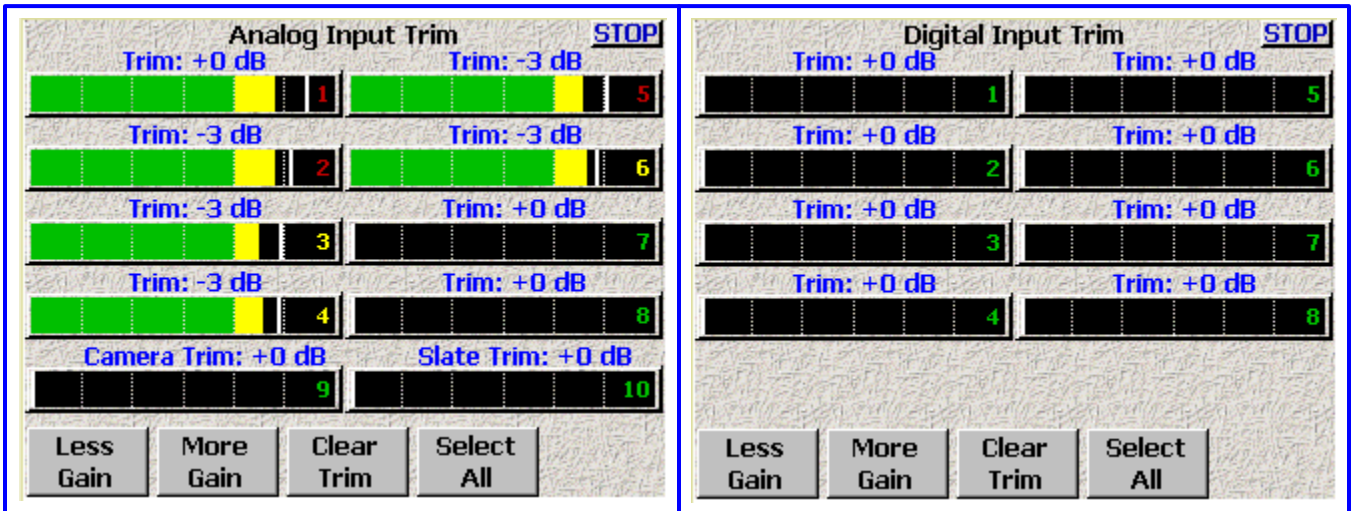 Analog Input Trim STOP
Trim: +0 dB Trim: -3 dB
1 5
Trim: -3 dB Trim: -3 dB
2 6
Trim: -3 dB Trim: +0 dB
3 7
Trim: -3 dB Trim: +0 dB
4 8
Camera Trim: +0 dB Slate Trim: +0 dB
9 10
Less Gain More Gain Clear Trim Select All
Digital Input Trim STOP
Trim: +0 dB Trim: +0 dB
1 5
Trim: +0 dB Trim: +0 dB
2 6
Trim: +0 dB Trim: +0 dB
3 7
Trim: +0 dB Trim: +0 dB
4 8
Less Gain More Gain Clear Trim Select All